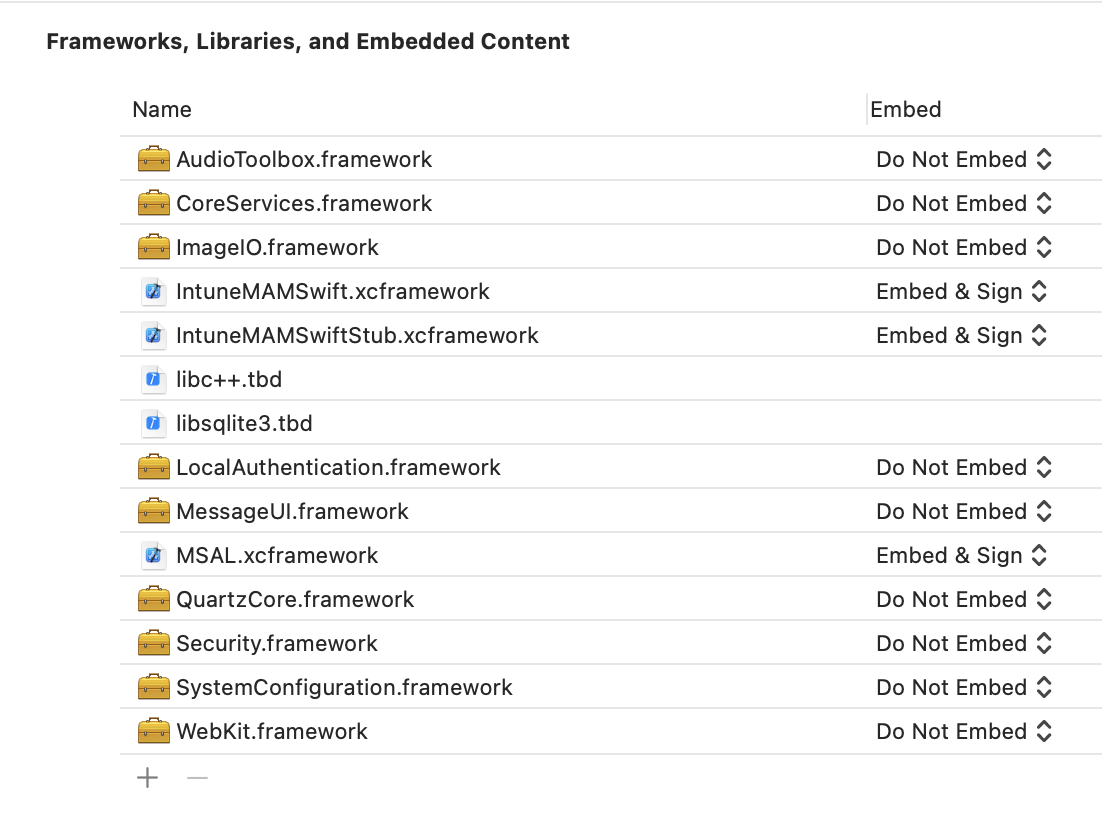 Frameworks, Libraries, and Embedded Content
Name Embed
AudioToolbox.framework Do Not Embed
CoreServices.framework Do Not Embed
ImageIO.framework Do Not Embed
IntuneMAMSwift.xcframework Embed & Sign
IntuneMAMSwiftStub.xcframework Embed & Sign
libc++.tbd
libsqlite3.tbd
LocalAuthentication.framework Do Not Embed
MessageUI.framework Do Not Embed
MSAL.xcframework Embed & Sign
QuartzCore.framework Do Not Embed
Security.framework Do Not Embed
SystemConfiguration.framework Do Not Embed
WebKit.framework Do Not Embed